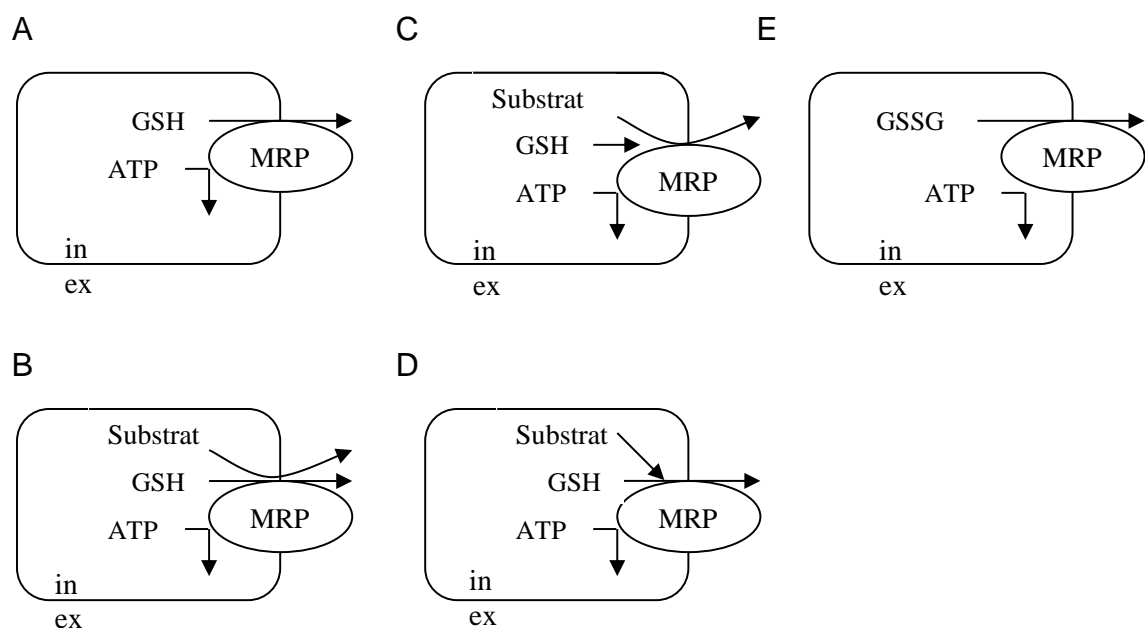 A
GSH
ATP
MRP
in
ex
C
Substrat
GSH
ATP
MRP
in
ex
E
GSSG
ATP
MRP
in
ex
B
Substrat
GSH
ATP
MRP
in
ex
D
Substrat
GSH
ATP
MRP
in
ex